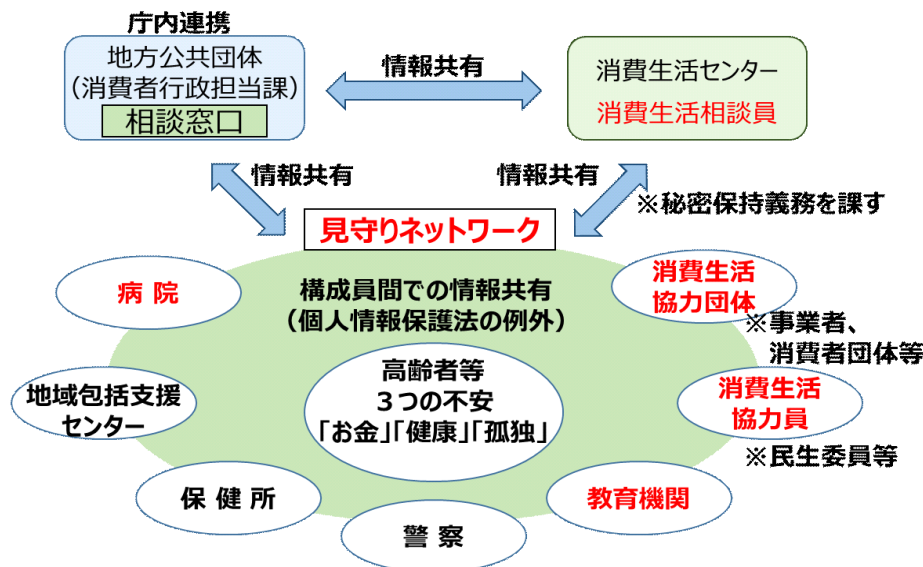 庁内連携
地方公共団体
（消費者行政担当課）
相談窓口
情報共有
消費生活センター
消費生活相談員
情報共有
情報共有
※秘密保持義務を課す
見守りネットワーク
構成員間での情報共有
（個人情報保護法の例外）
病 院
消費生活
協力団体
※事業者、
消費者団体等
高齢者等
３つの不安
「お金」「健康」「孤独」
地域包括支援
センター
消費生活
協力員
※民生委員等
保 健 所
教育機関
警 察